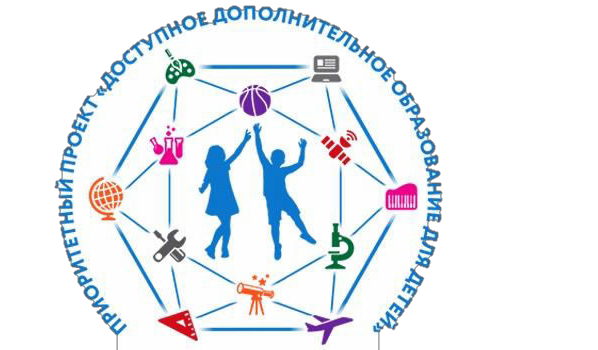 ПРИОРИТЕТНЫЙ ПРОЕКТ «ДОСТУПНОЕ ДОПОЛНИТЕЛЬНОЕ ОБРАЗОВАНИЕ ДЛЯ ДЕТЕЙ»